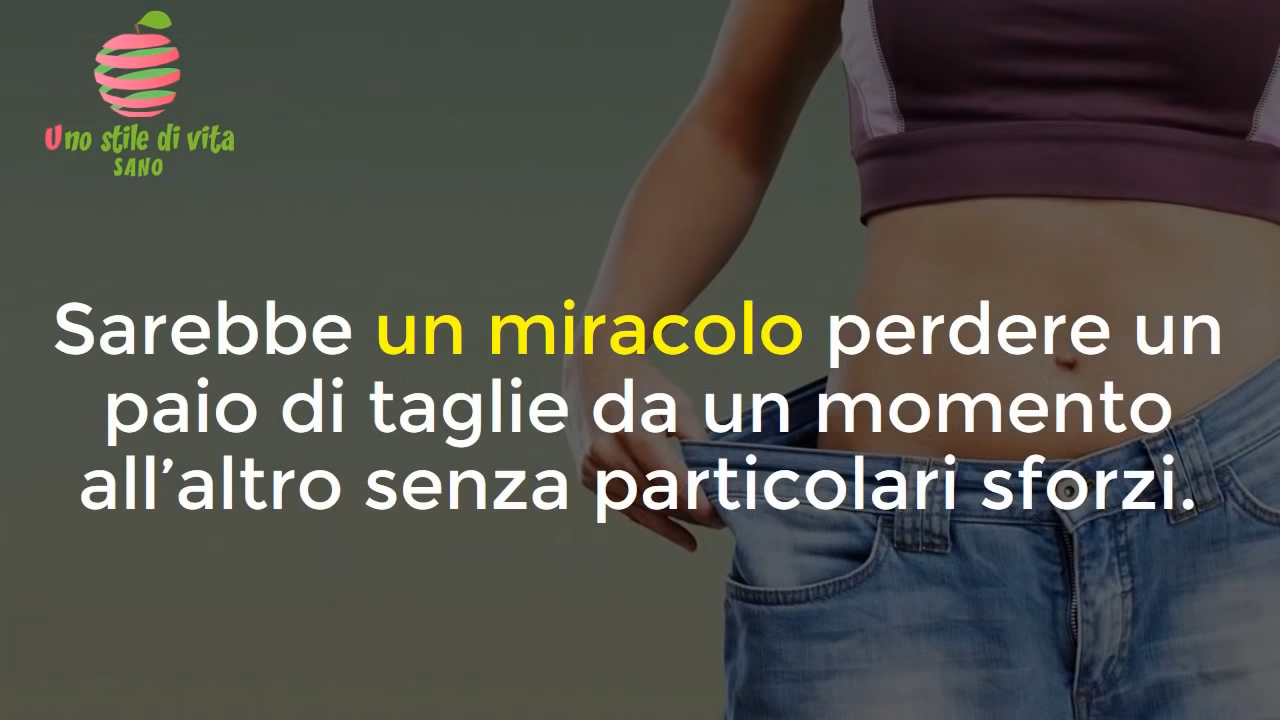 Uno stile di vita
SANO
Sarebbe un miracolo perdere un
paio di taglie da un momento
all’altro senza particolari sforzi.